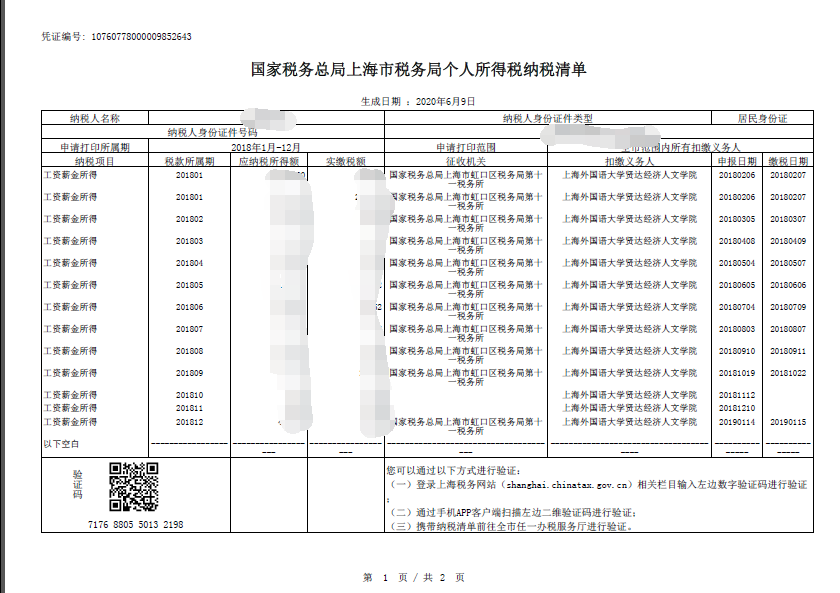 凭证编号: 10760778000009852643
国家税务总局上海市税务局个人所得税纳税清单
生成日期 : 2020年6月9日
纳税人名称 纳税人身份证件类型 居民身份证
纳税人身份证件号码
申请打印所属期 2018年1月-12月 申请打印范围 全市范围内所有扣缴义务人
纳税项目 税款所属期 应纳税所得额 实缴税额 征收机关 扣缴义务人 申报日期 缴税日期
工资薪金所得 201801 国家税务总局上海市虹口区税务局第十 上海外国语大学贤达经济人文学院 20180206 20180207
一税务所
工资薪金所得 201801 国家税务总局上海市虹口区税务局第十 上海外国语大学贤达经济人文学院 20180206 20180207
一税务所
工资薪金所得 201802 国家税务总局上海市虹口区税务局第十 上海外国语大学贤达经济人文学院 20180305 20180307
一税务所
工资薪金所得 201803 国家税务总局上海市虹口区税务局第十 上海外国语大学贤达经济人文学院 20180408 20180409
一税务所
工资薪金所得 201804 国家税务总局上海市虹口区税务局第十 上海外国语大学贤达经济人文学院 20180504 20180507
一税务所
工资薪金所得 201805 国家税务总局上海市虹口区税务局第十 上海外国语大学贤达经济人文学院 20180605 20180606
一税务所
工资薪金所得 201806 国家税务总局上海市虹口区税务局第十 上海外国语大学贤达经济人文学院 20180704 20180709
一税务所
工资薪金所得 201807 国家税务总局上海市虹口区税务局第十 上海外国语大学贤达经济人文学院 20180803 20180807
一税务所
工资薪金所得 201808 国家税务总局上海市虹口区税务局第十 上海外国语大学贤达经济人文学院 20180910 20180911
一税务所
工资薪金所得 201809 国家税务总局上海市虹口区税务局第十 上海外国语大学贤达经济人文学院 20181019 20181022
一税务所
工资薪金所得 201810 上海外国语大学贤达经济人文学院 20181112
工资薪金所得 201811 上海外国语大学贤达经济人文学院 20181210
工资薪金所得 201812 国家税务总局上海市虹口区税务局第十 上海外国语大学贤达经济人文学院 20190114 20190115
一税务所
以下空白
验证码
7176 8805 5013 2198
您可以通过以下方式进行验证:
(一)登录上海税务网站(shanghai.chinatax.gov.cn)相关栏目输入左边数字验证码进行验证
;
(二)通过手机APP客户端扫描左边二维验证码进行验证;
(三)携带纳税清单前往全市任一办税服务厅进行验证。
第 1 页 / 共 2 页